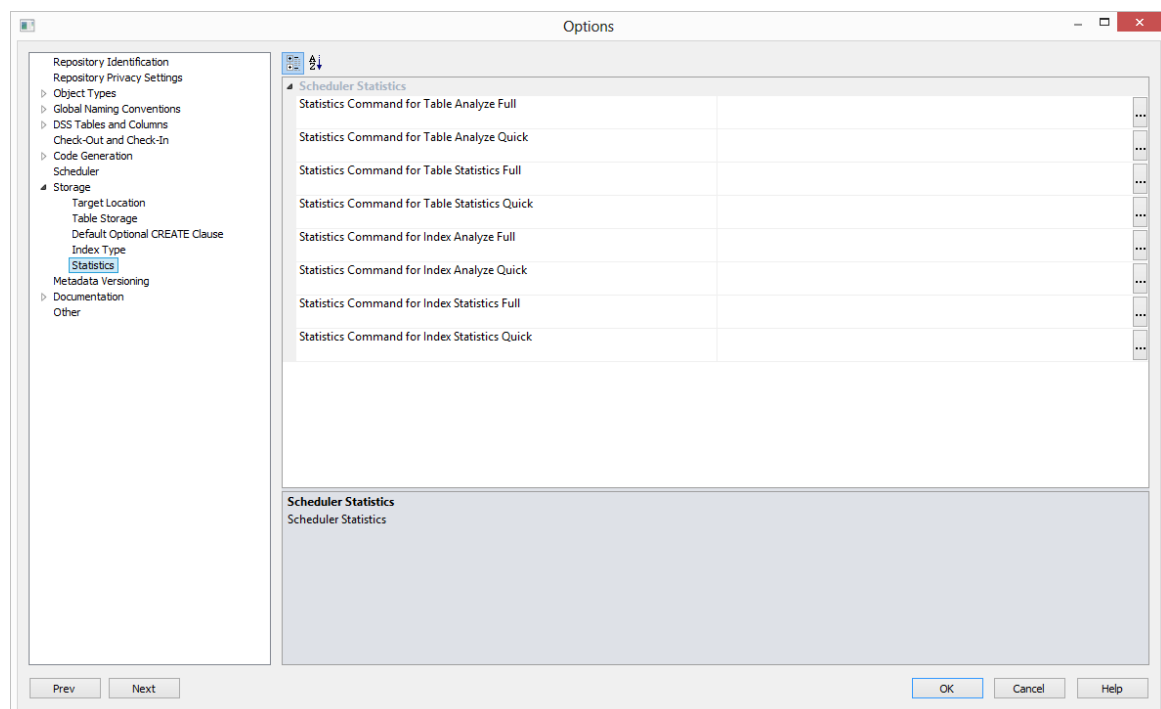 Options
Repository Identification
Repository Privacy Settings
Object Types
Global Naming Conventions
DSS Tables and Columns
Check-Out and Check-In
Code Generation
Scheduler
Storage
Target Location
Table Storage
Default Optional CREATE Clause
Index Type
Statistics
Metadata Versioning
Documentation
Other
Scheduler Statistics
Statistics Command for Table Analyze Full
...
Statistics Command for Table Analyze Quick
...
Statistics Command for Table Statistics Full
...
Statistics Command for Table Statistics Quick
...
Statistics Command for Index Analyze Full
...
Statistics Command for Index Analyze Quick
...
Statistics Command for Index Statistics Full
...
Statistics Command for Index Statistics Quick
...
Scheduler Statistics
Scheduler Statistics
Prev Next OK Cancel Help